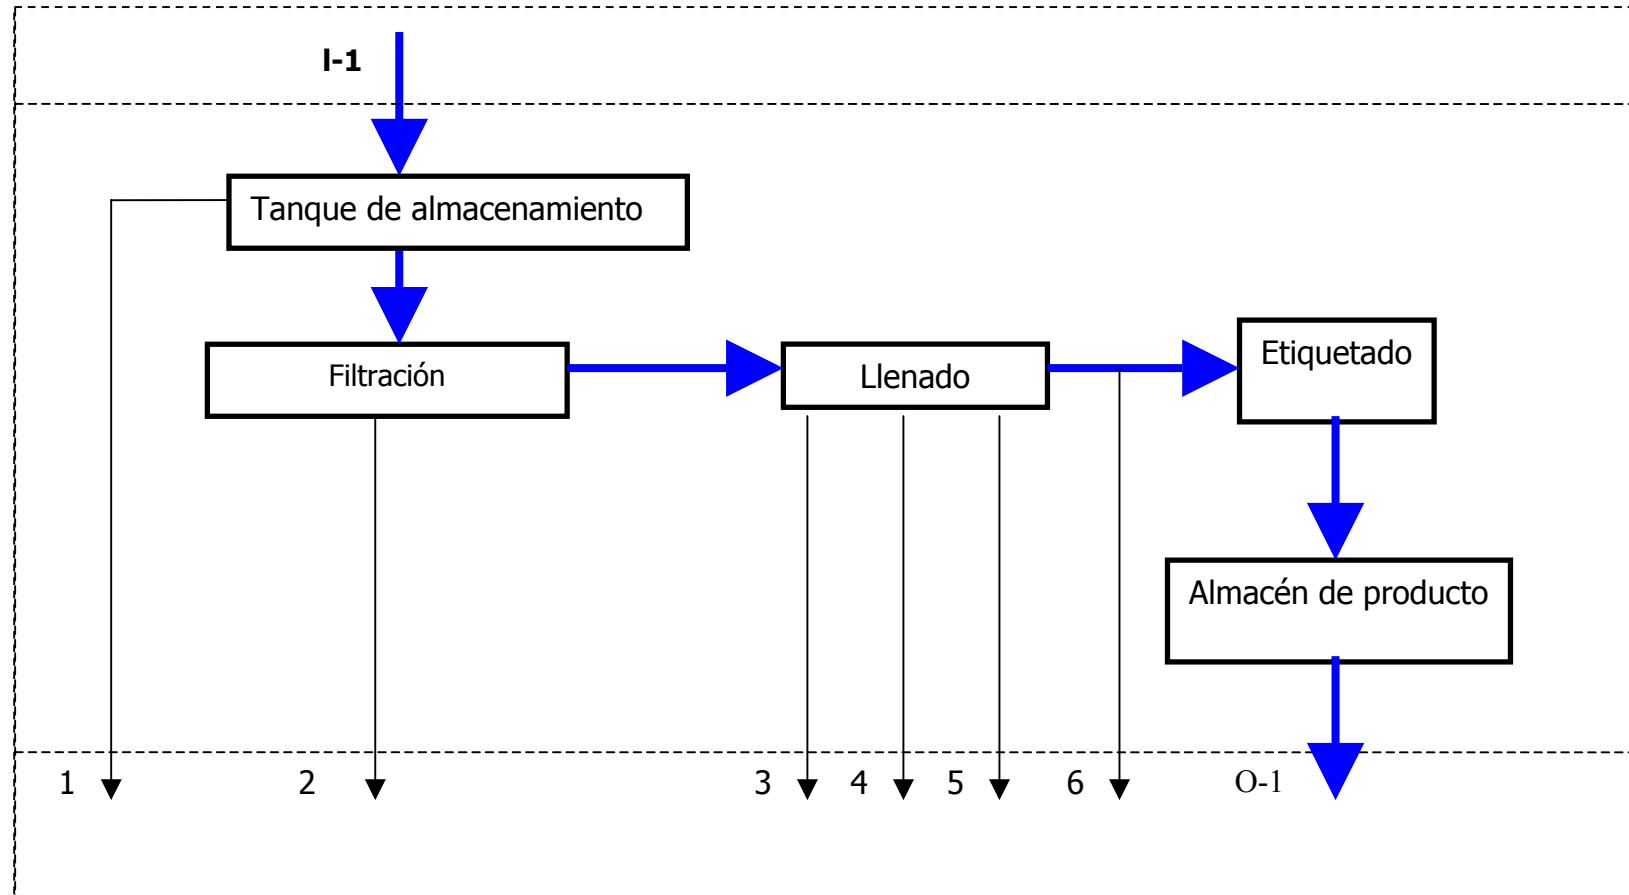 I-1
Tanque de almacenamiento
Filtración
Llenado
Etiquetado
Almacén de producto
1
2
3
4
5
6
O-1